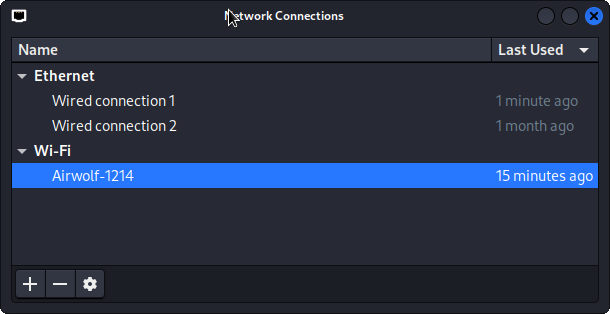 Network Connections
Name Last Used
Ethernet
Wired connection 1 1 minute ago
Wired connection 2 1 month ago
Wi-Fi
Airwolf-1214 15 minutes ago